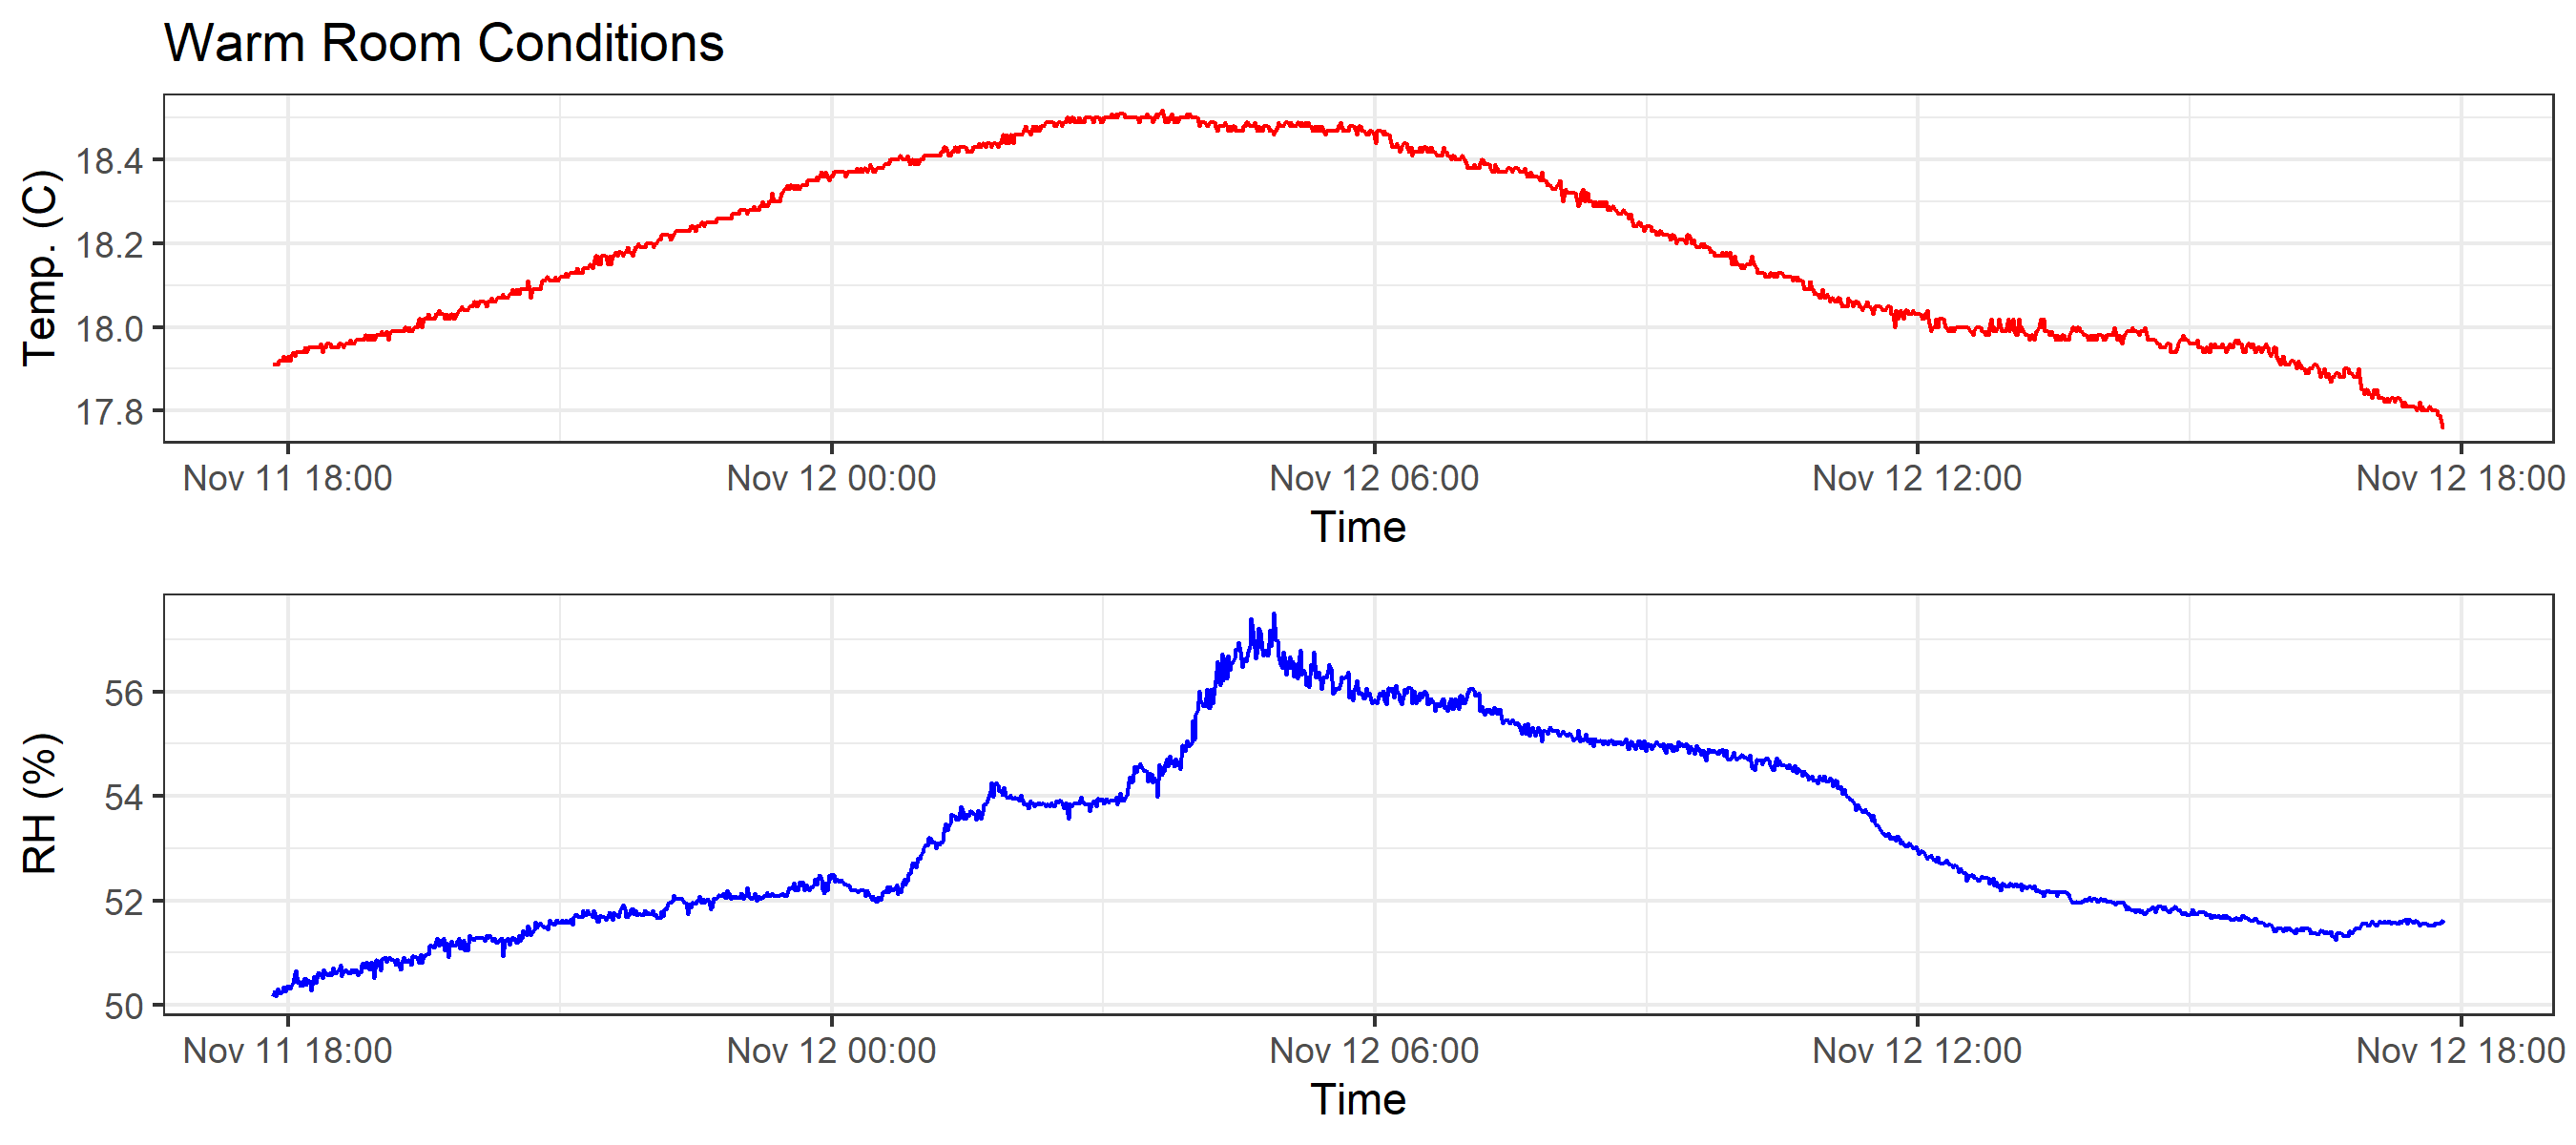 Warm Room Conditions
Temp. (C)
18.4
18.2
18.0
17.8
Nov 11 18:00 Nov 12 00:00 Nov 12 06:00 Nov 12 12:00 Nov 12 18:00
Time
RH (%)
56
54
52
50
Nov 11 18:00 Nov 12 00:00 Nov 12 06:00 Nov 12 12:00 Nov 12 18:00
Time